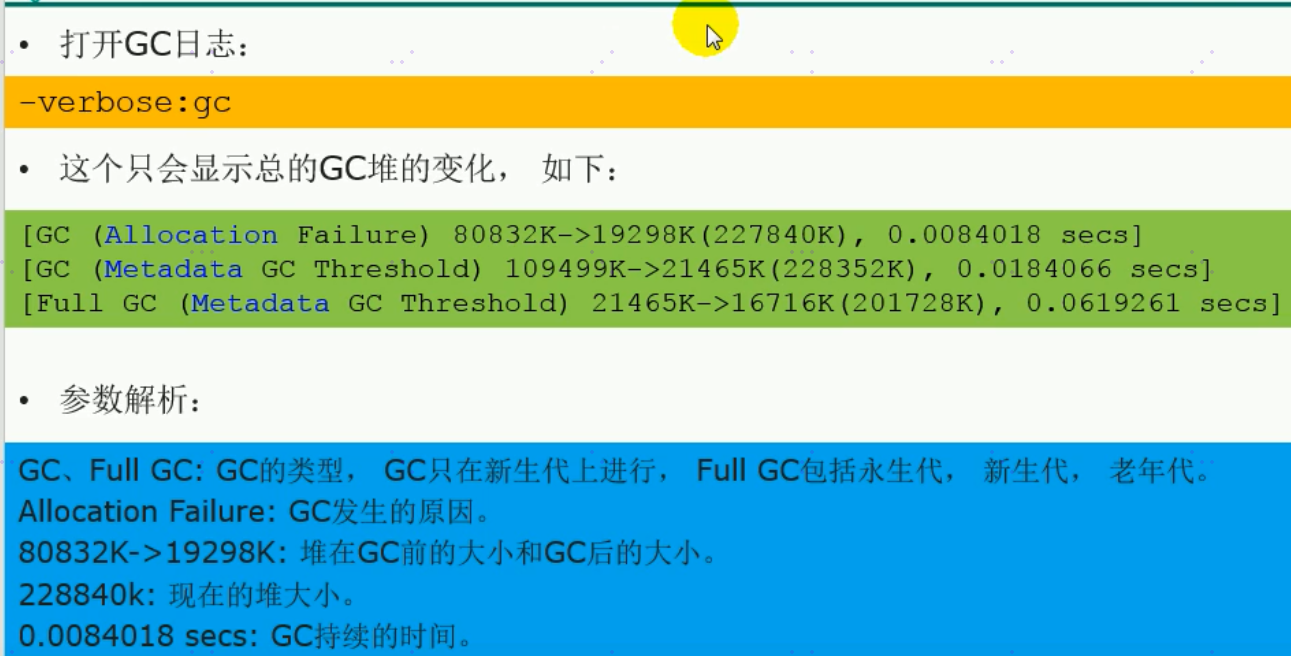 • 打开GC日志：
-verbose:gc
• 这个只会显示总的GC堆的变化， 如下：
[GC (Allocation Failure) 80832K->19298K(227840K), 0.0084018 secs]
[GC (Metadata GC Threshold) 109499K->21465K(228352K), 0.0184066 secs]
[Full GC (Metadata GC Threshold) 21465K->16716K(201728K), 0.0619261 secs]
• 参数解析：
GC、Full GC: GC的类型， GC只在新生代上进行， Full GC包括永生代， 新生代， 老年代。
Allocation Failure: GC发生的原因。
80832K->19298K: 堆在GC前的大小和GC后的大小。
228840k: 现在的堆大小。
0.0084018 secs: GC持续的时间。